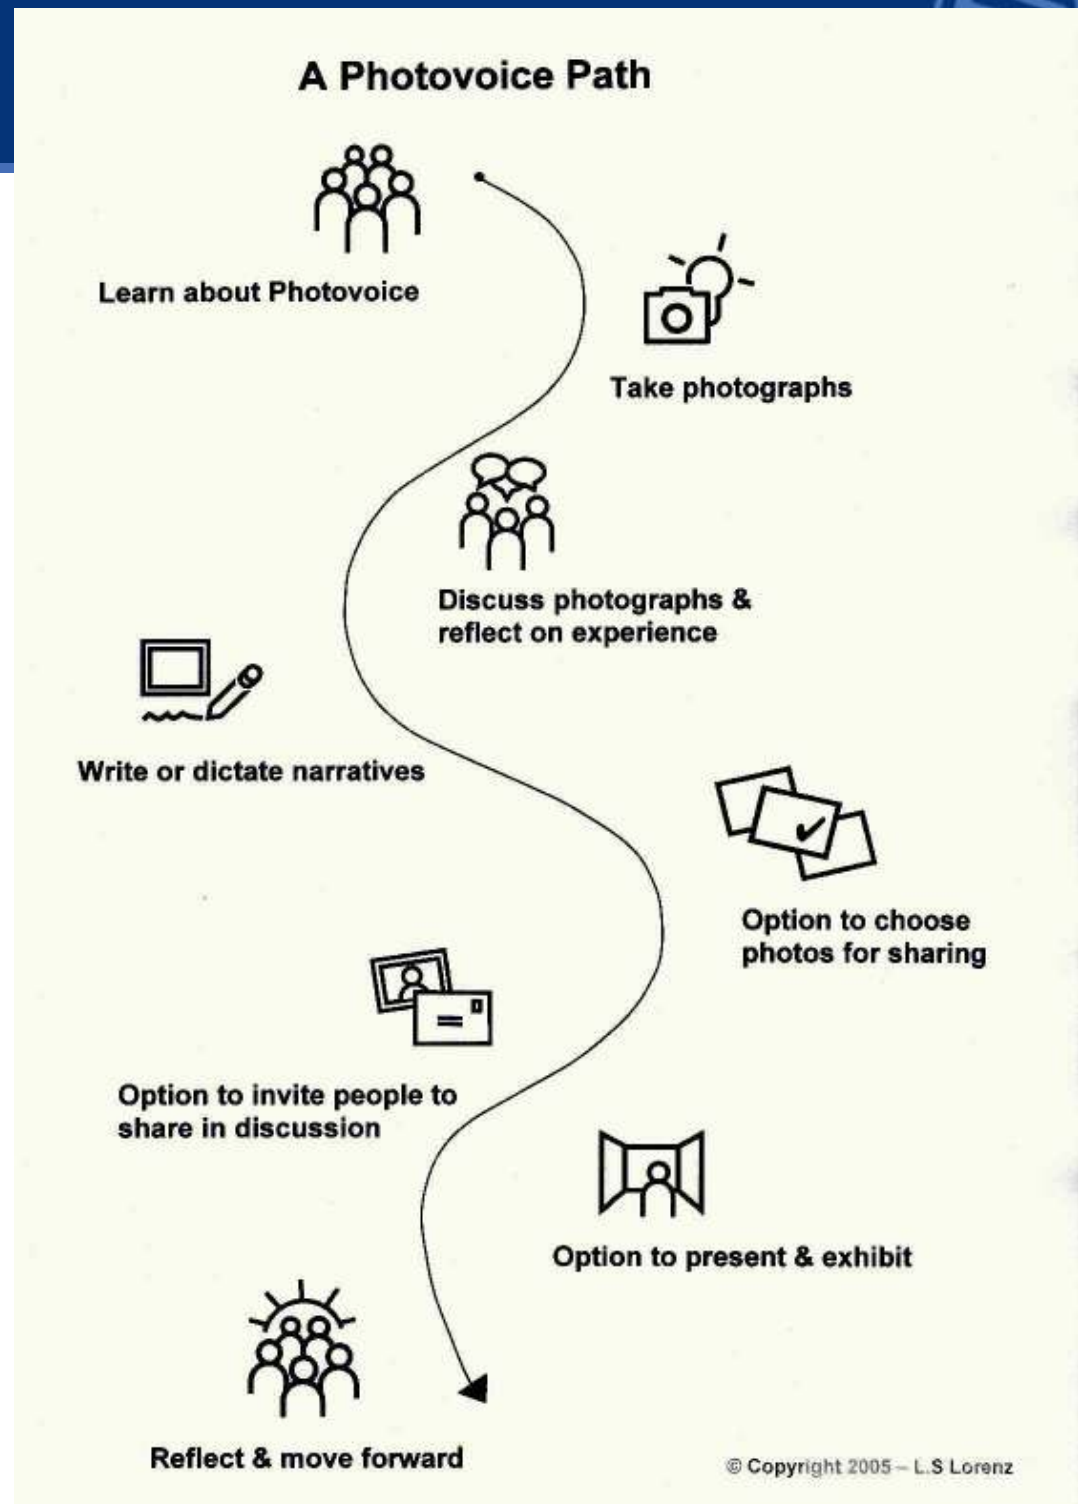 A Photovoice Path
Learn about Photovoice
Take photographs
Discuss photographs &
reflect on experience
Write or dictate narratives
Option to choose
photos for sharing
Option to invite people to
share in discussion
Option to present & exhibit
Reflect & move forward
© Copyright 2005 – L.S Lorenz